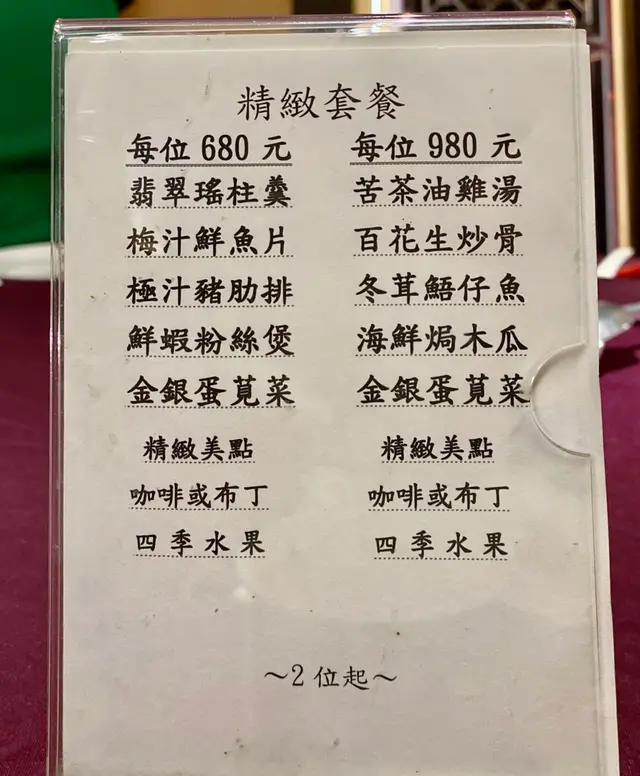 精緻套餐
每位 680 元
翡翠瑤柱羹
梅汁鮮魚片
極汁豬肋排
鮮蝦粉絲煲
金銀蛋莧菜
精緻美點
咖啡或布丁
四季水果
每位 980 元
苦茶油雞湯
百花生炒骨
冬茸鯃仔魚
海鮮焗木瓜
金銀蛋莧菜
精緻美點
咖啡或布丁
四季水果
～2 位起～